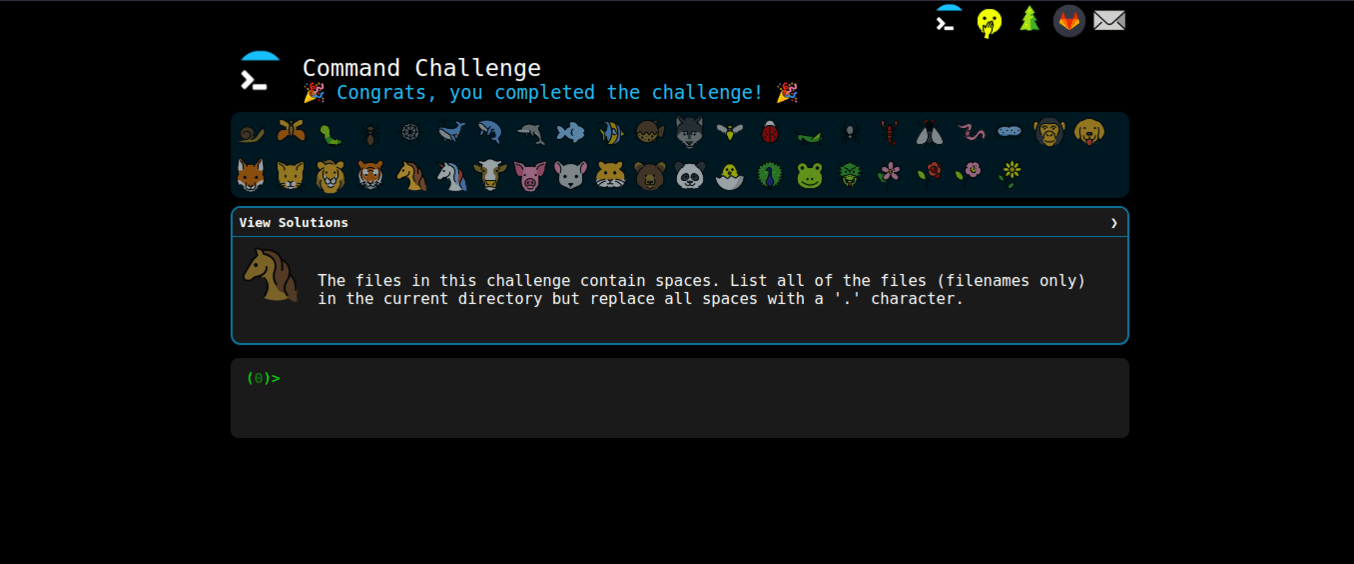 Command Challenge
🎉 Congrats, you completed the challenge! 🎉
View Solutions ❯
The files in this challenge contain spaces. List all of the files (filenames only)
in the current directory but replace all spaces with a '.' character.
(0)>